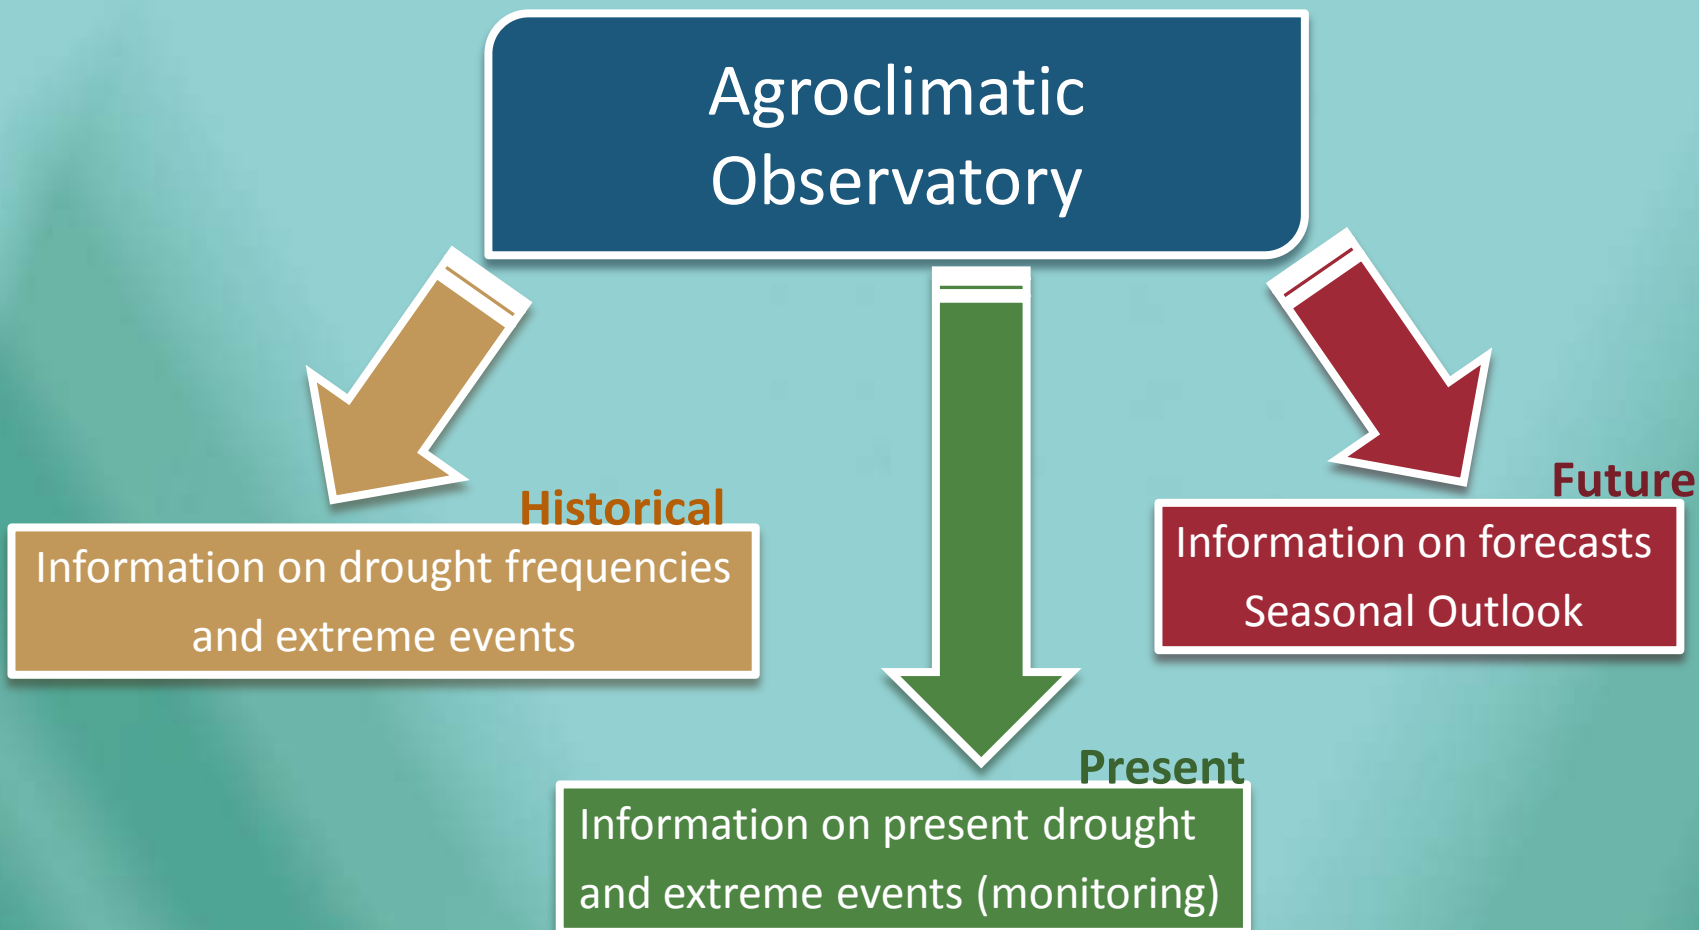 Agroclimatic
Observatory
Historical
Information on drought frequencies
and extreme events
Present
Information on present drought
and extreme events (monitoring)
Future
Information on forecasts
Seasonal Outlook